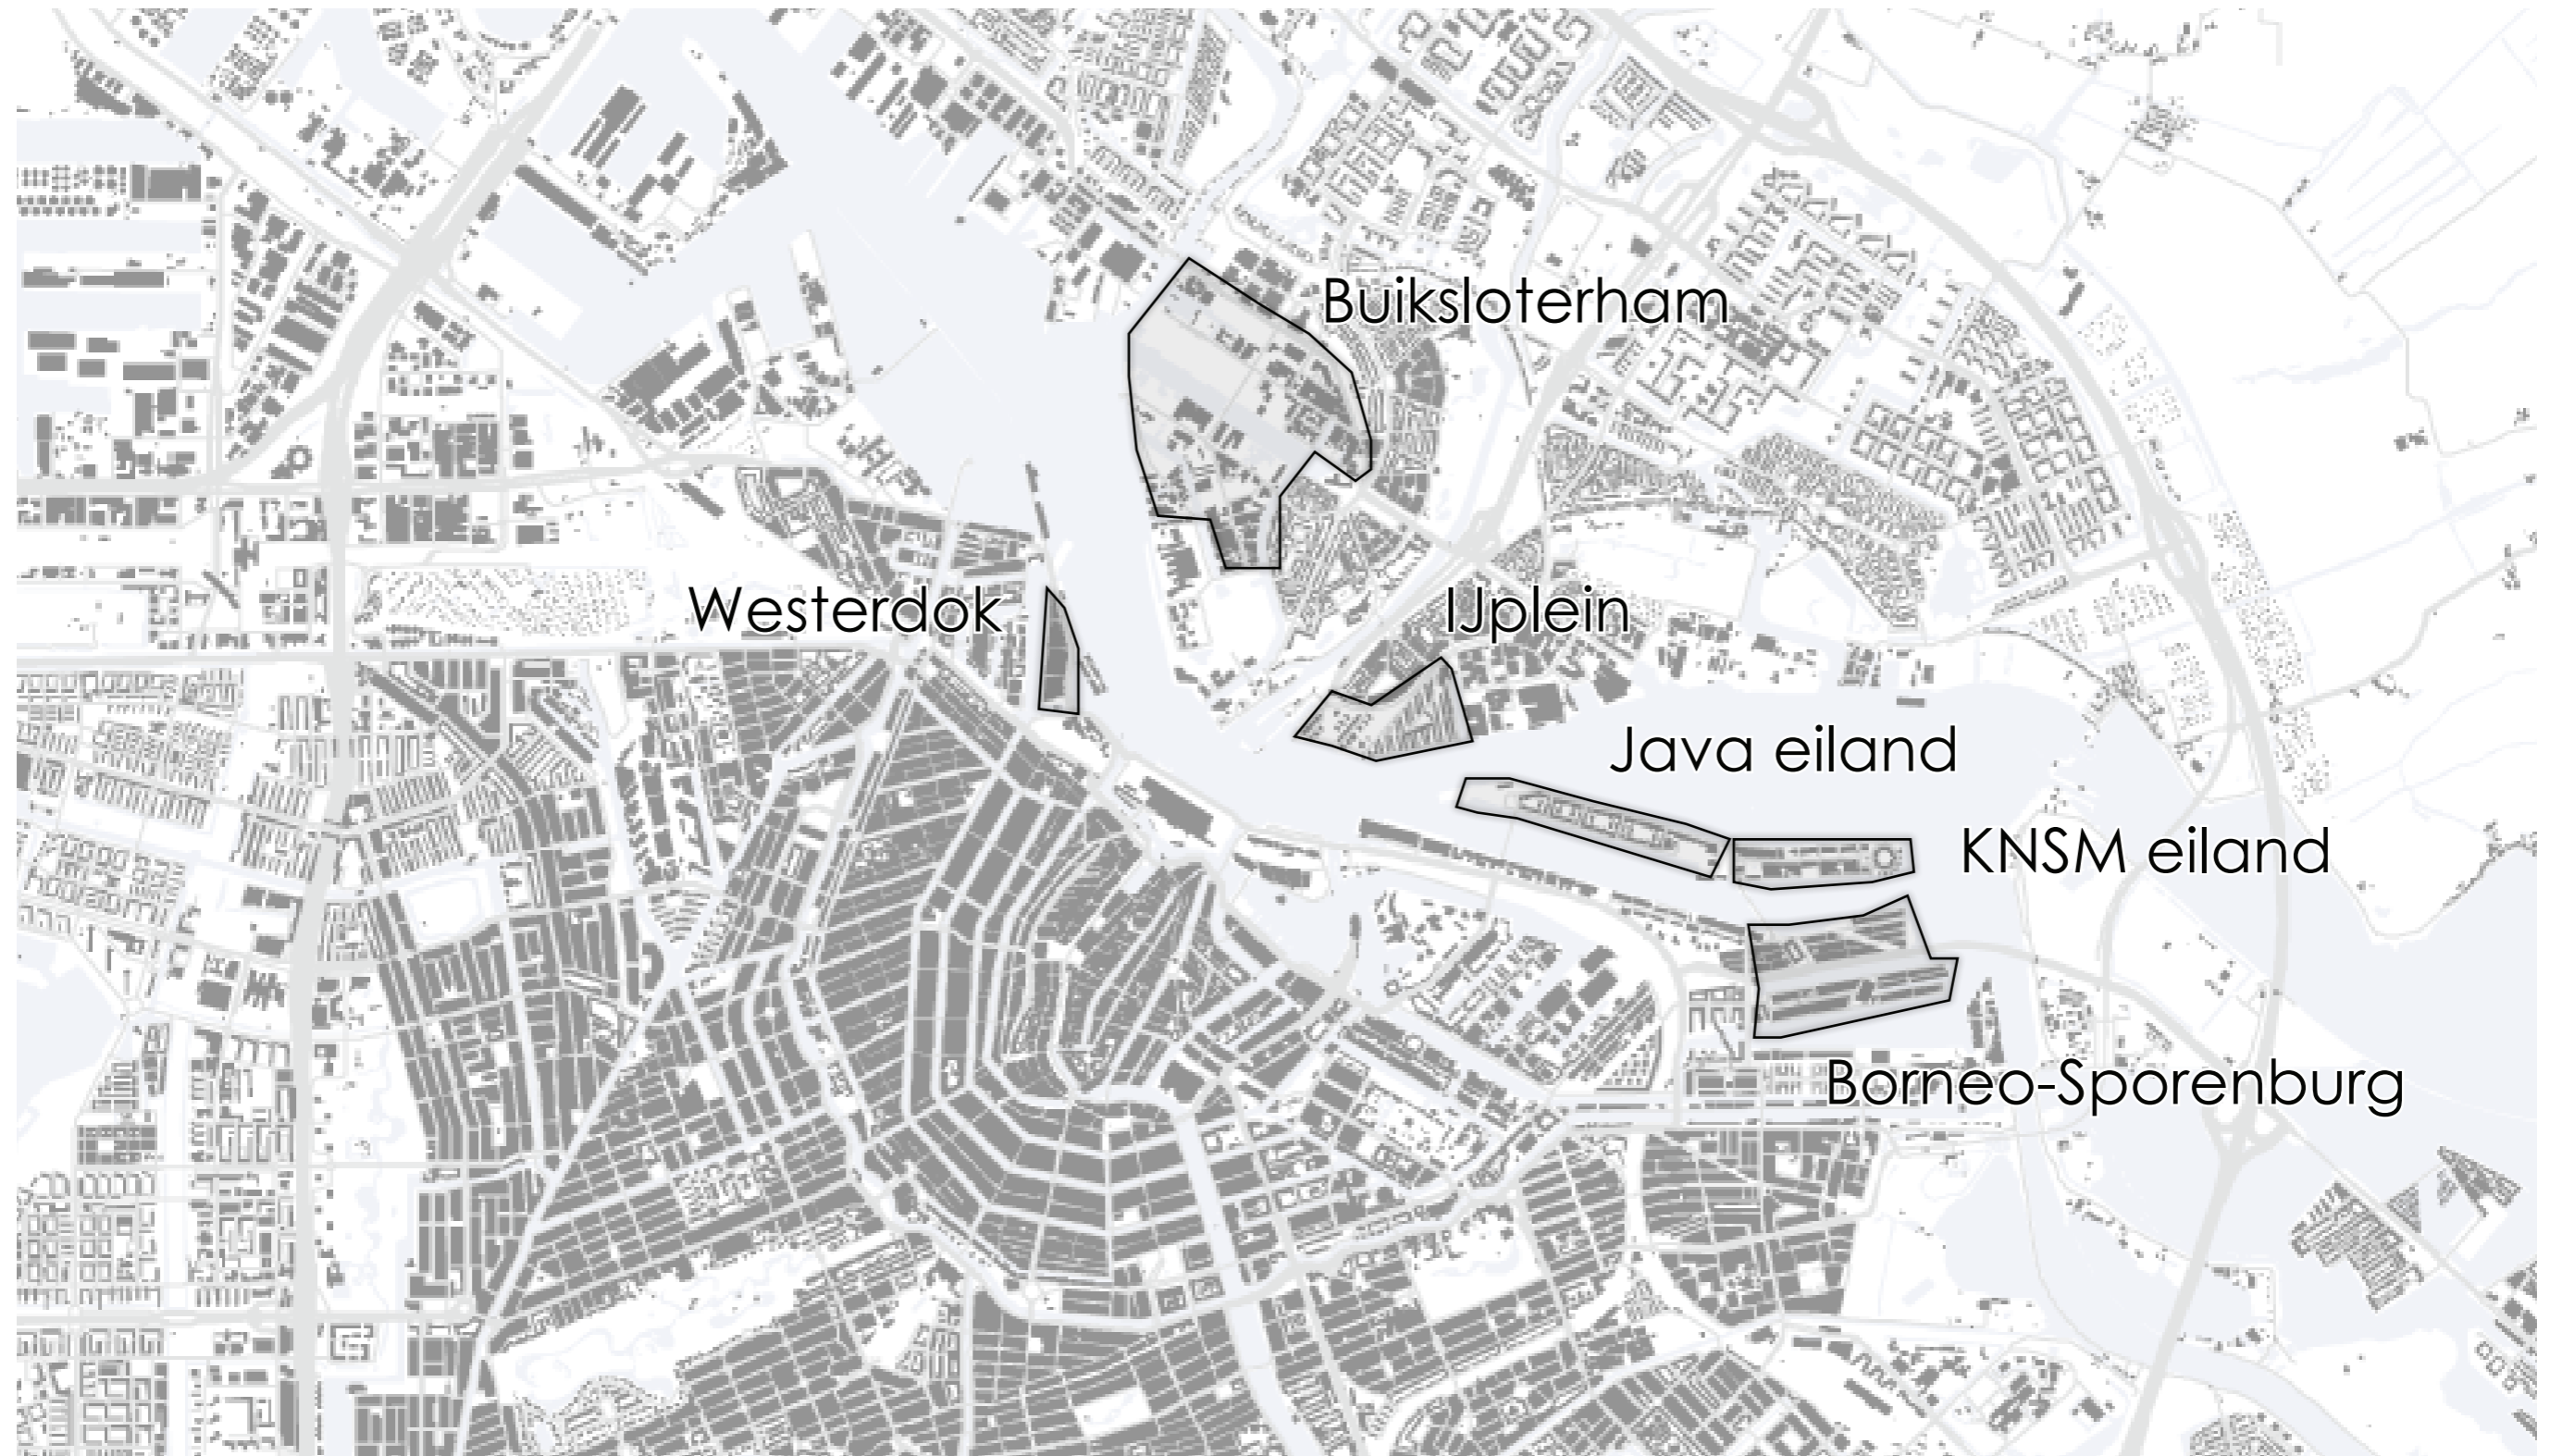 Buiksloterham
Westerdok
IJplein
Java eiland
KNSM eiland
Borneo-Sporenburg